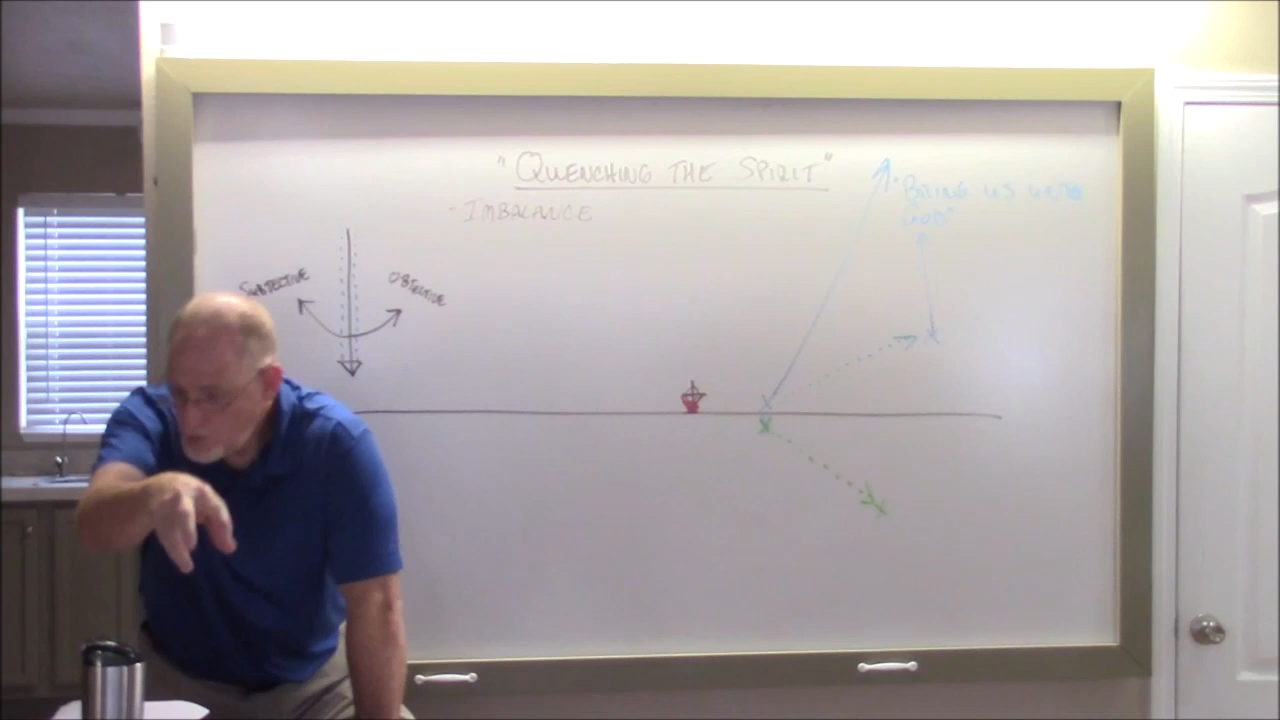 "QUENCHING THE SPIRIT"
- IMBALANCE
"BRING US UNTO
GOD"
SUBJECTIVE
OBJECTIVE